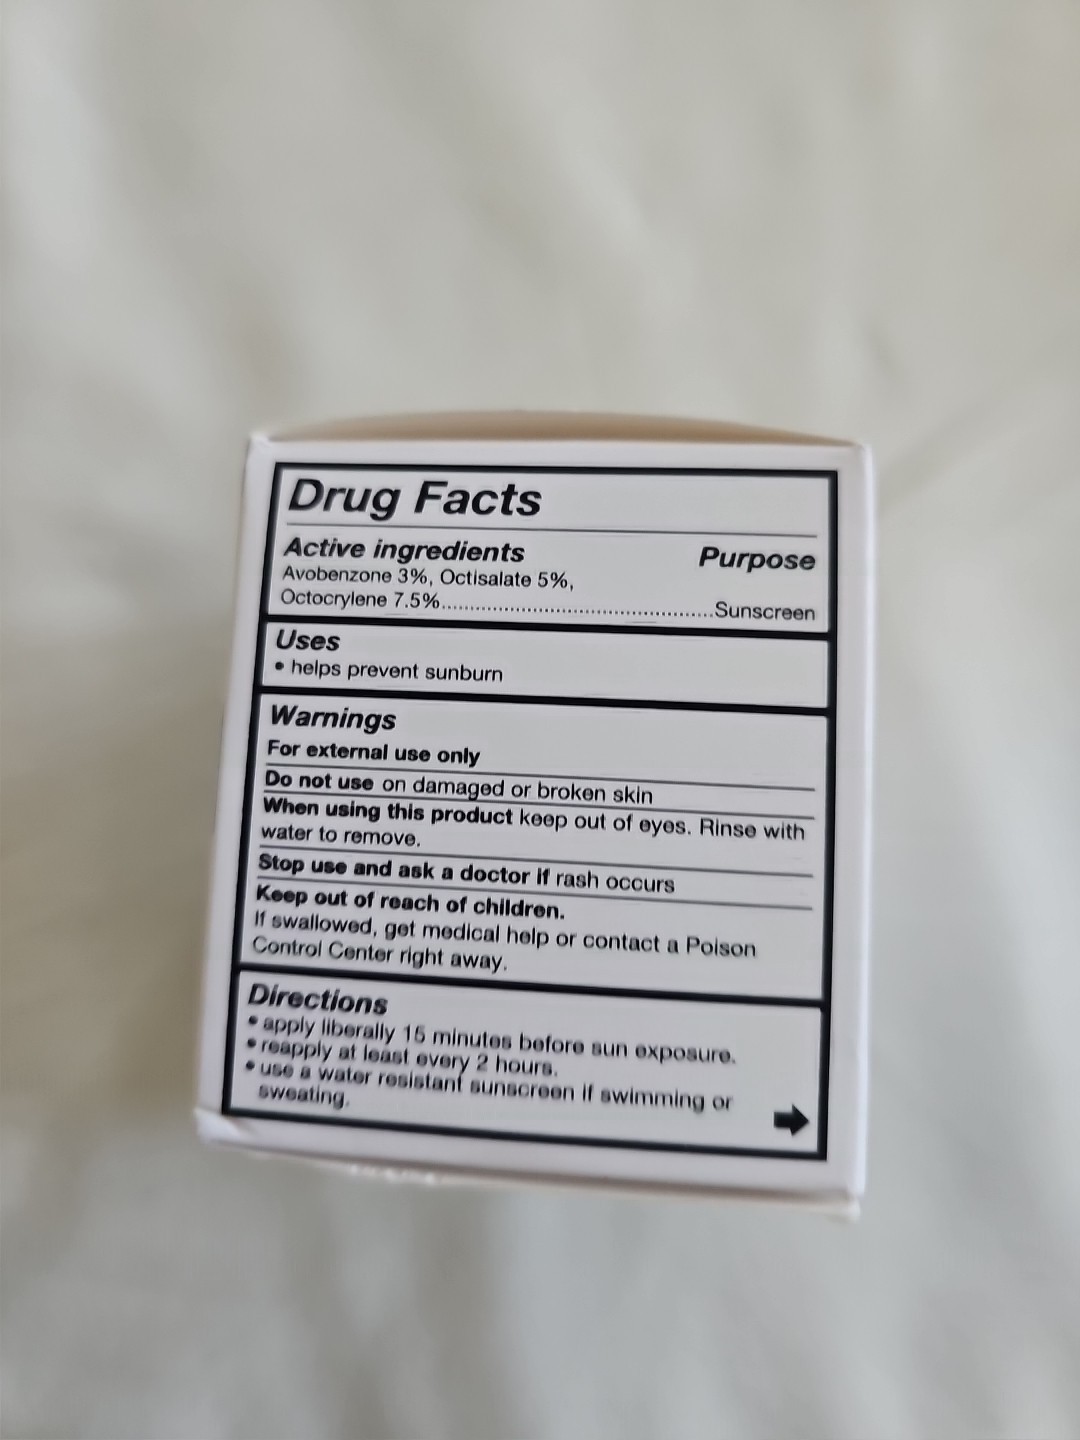 Drug Facts
Active ingredients Purpose
Avobenzone 3%, Octisalate 5%,
Octocrylene 7.5%..........................................Sunscreen
Uses
• helps prevent sunburn
Warnings
For external use only
Do not use on damaged or broken skin
When using this product keep out of eyes. Rinse with
water to remove.
Stop use and ask a doctor if rash occurs
Keep out of reach of children.
If swallowed, get medical help or contact a Poison
Control Center right away.
Directions
• apply liberally 15 minutes before sun exposure.
• reapply at least every 2 hours.
• use a water resistant sunscreen if swimming or
sweating.